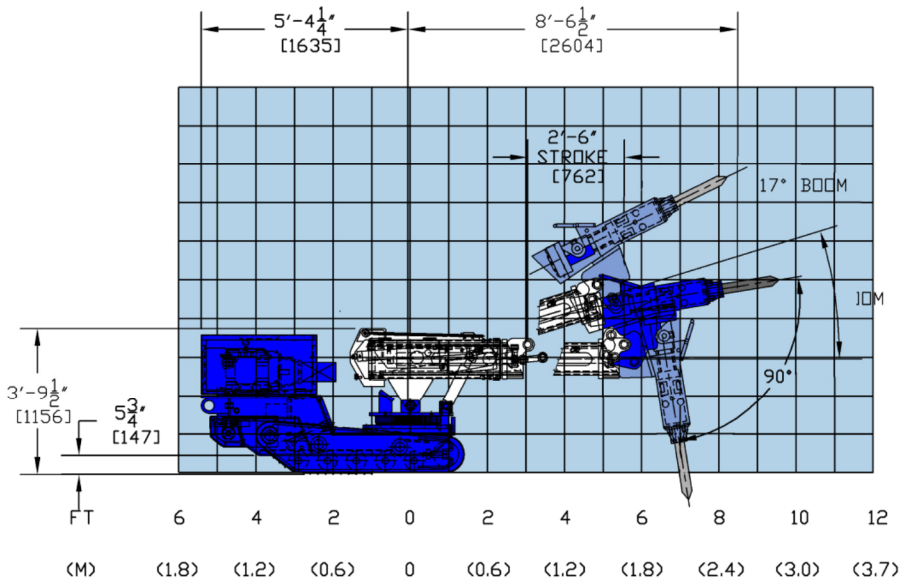 5'-4 1/4" 8'-6 1/2"
[1635] [2604]
2'-6"
STROKE
[762]
17° BOOM
3'-9 1/2"
[1156]
5 3/4"
[147]
90°
FT 6 4 2 0 2 4 6 8 10 12
(M) (1.8) (1.2) (0.6) 0 (0.6) (1.2) (1.8) (2.4) (3.0) (3.7)